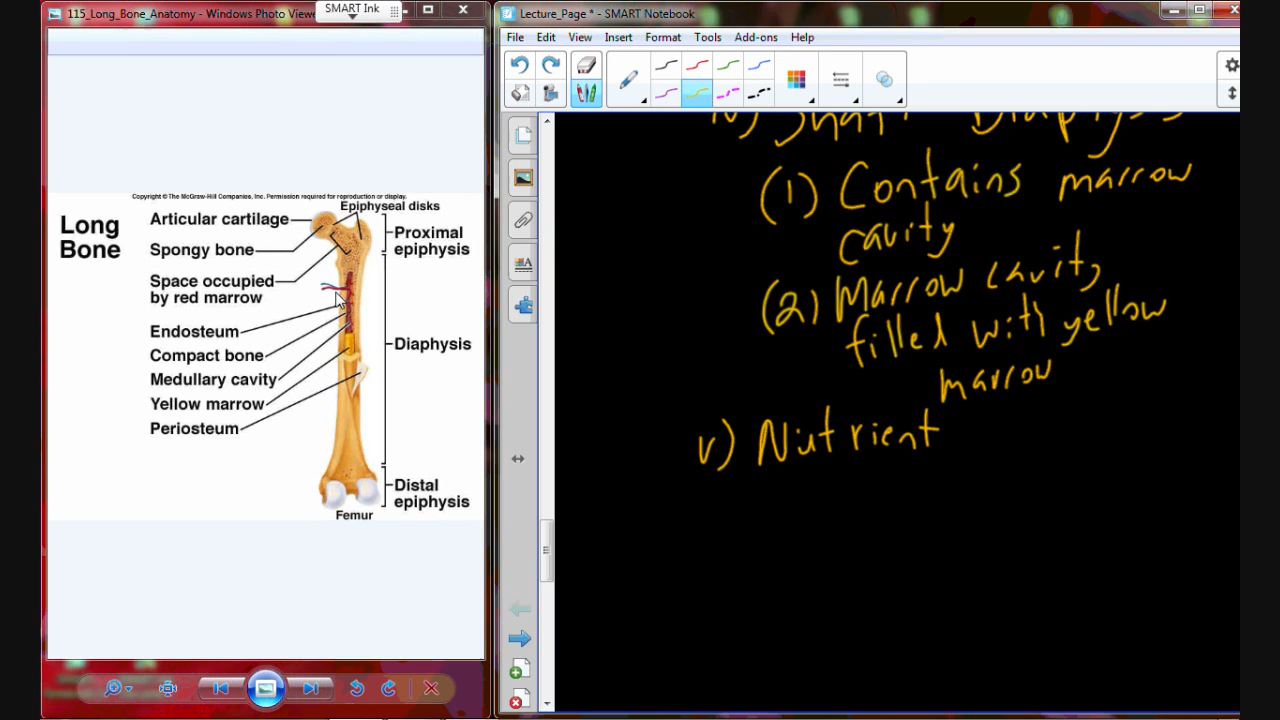 115_Long_Bone_Anatomy - Windows Photo Viewe
SMART Ink
Copyright © The McGraw-Hill Companies, Inc. Permission required for reproduction or display.
Long
Bone
Articular cartilage
Spongy bone
Space occupied
by red marrow
Endosteum
Compact bone
Medullary cavity
Yellow marrow
Periosteum
Epiphyseal disks
Proximal
epiphysis
Diaphysis
Distal
epiphysis
Femur
Lecture_Page * - SMART Notebook
File Edit View Insert Format Tools Add-ons Help
(1) Contains marrow
cavity
(2) Marrow cavity
filled with yellow
marrow
v) Nutrient